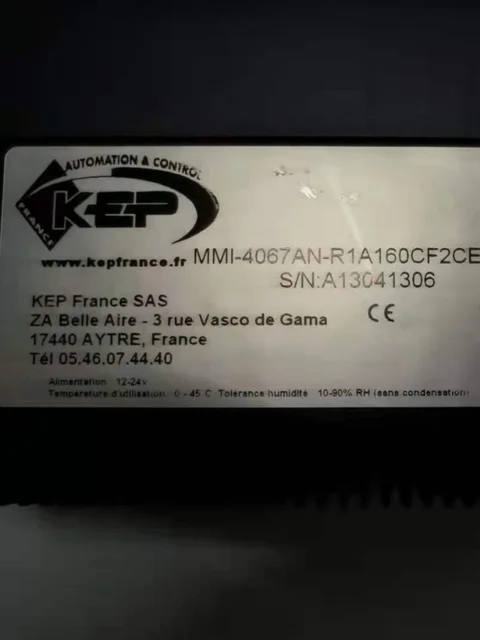 AUTOMATION & CONTROL
K-EP
FRANCE
www.kepfrance.fr
MMI-4067AN-R1A160CF2CE
S/N:A13041306
KEP France SAS
ZA Belle Aire - 3 rue Vasco de Gama
17440 AYTRE, France
Tél 05.46.07.44.40
CE
Alimentation 12-24v
Température d'utilisation 0 - 45 C Tolérance humidité 10-90% RH (sans condensation)